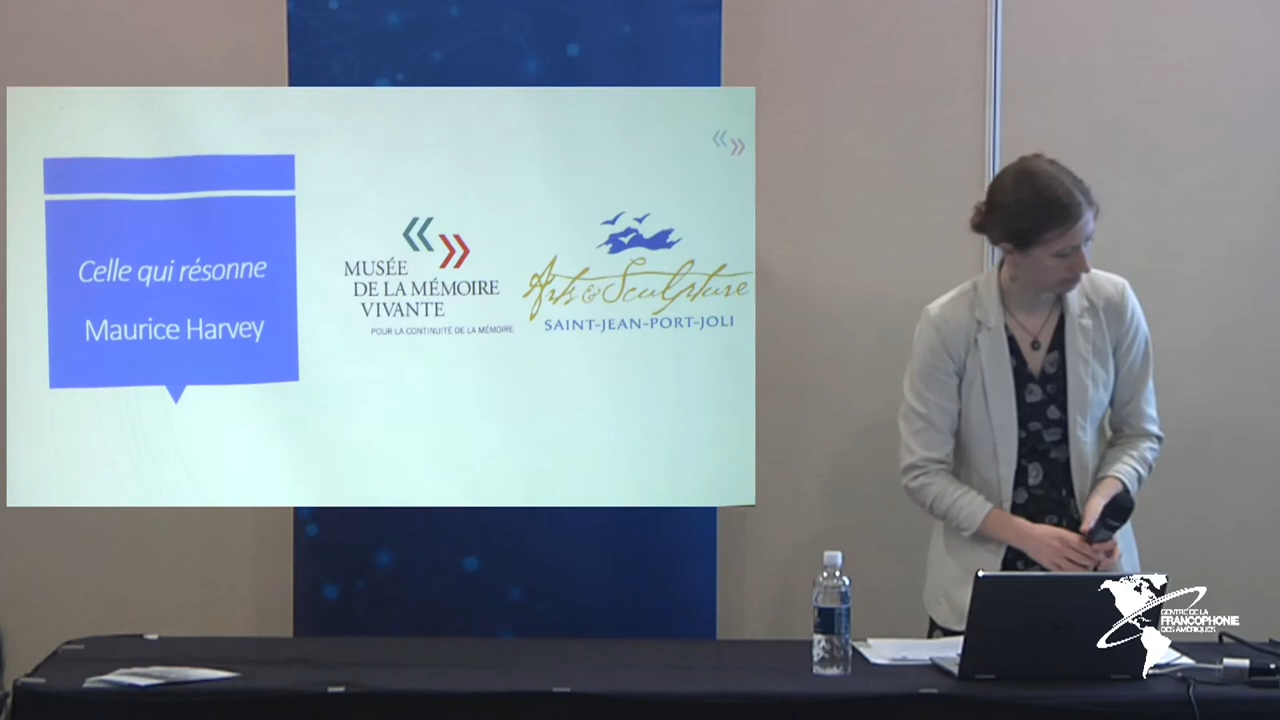 Celle qui résonne
Maurice Harvey
MUSÉE
DE LA MÉMOIRE
VIVANTE
POUR LA CONTINUITÉ DE LA MÉMOIRE
Arts & Sculpture
SAINT-JEAN-PORT-JOLI
CENTRE DE LA
FRANCOPHONIE
DES AMÉRIQUES